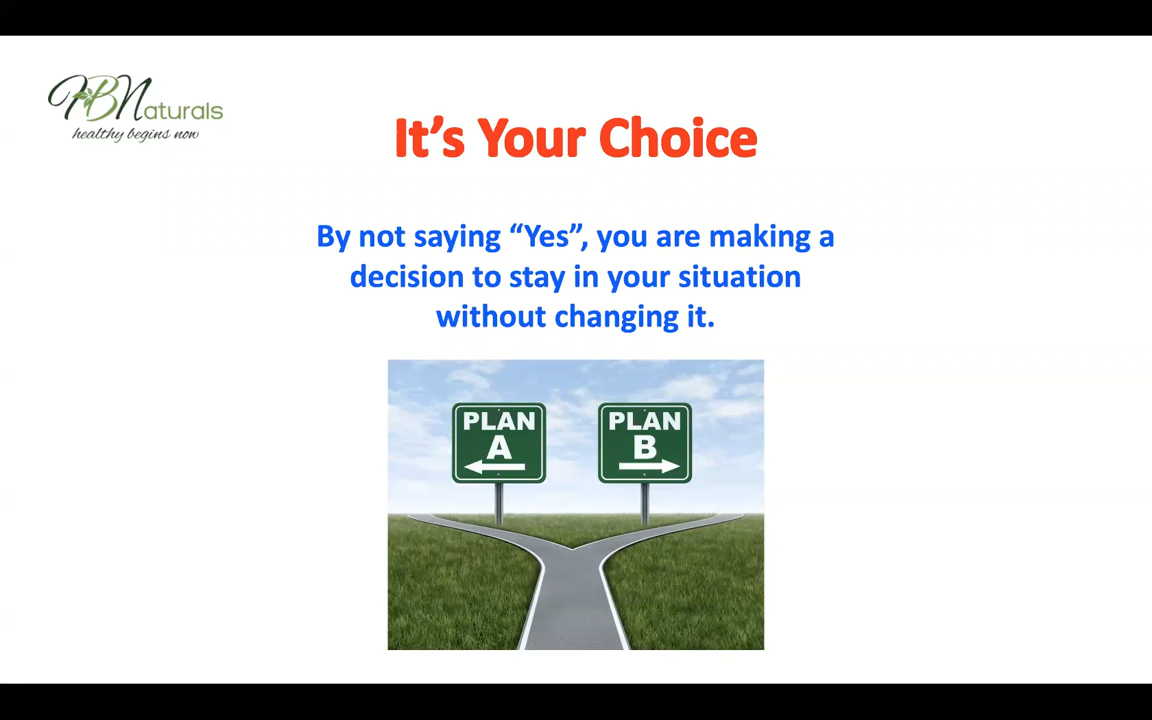 HBNaturals
healthy begins now
It’s Your Choice
By not saying “Yes”, you are making a
decision to stay in your situation
without changing it.
PLAN
A
PLAN
B